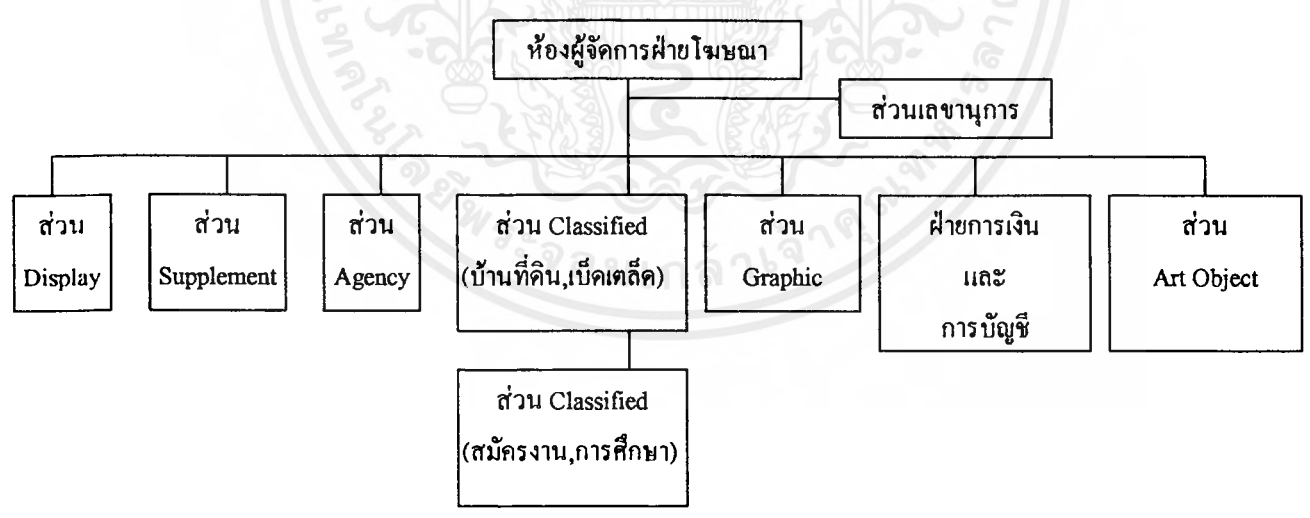 ห้องผู้จัดการฝ่ายโฆษณา
ส่วนเลขานุการ
ส่วน
Display
ส่วน
Supplement
ส่วน
Agency
ส่วน Classified
(บ้านที่ดิน,เบ็ดเตล็ด)
ส่วน
Graphic
ฝ่ายการเงิน
และ
การบัญชี
ส่วน
Art Object
ส่วน Classified
(สมัครงาน,การศึกษา)